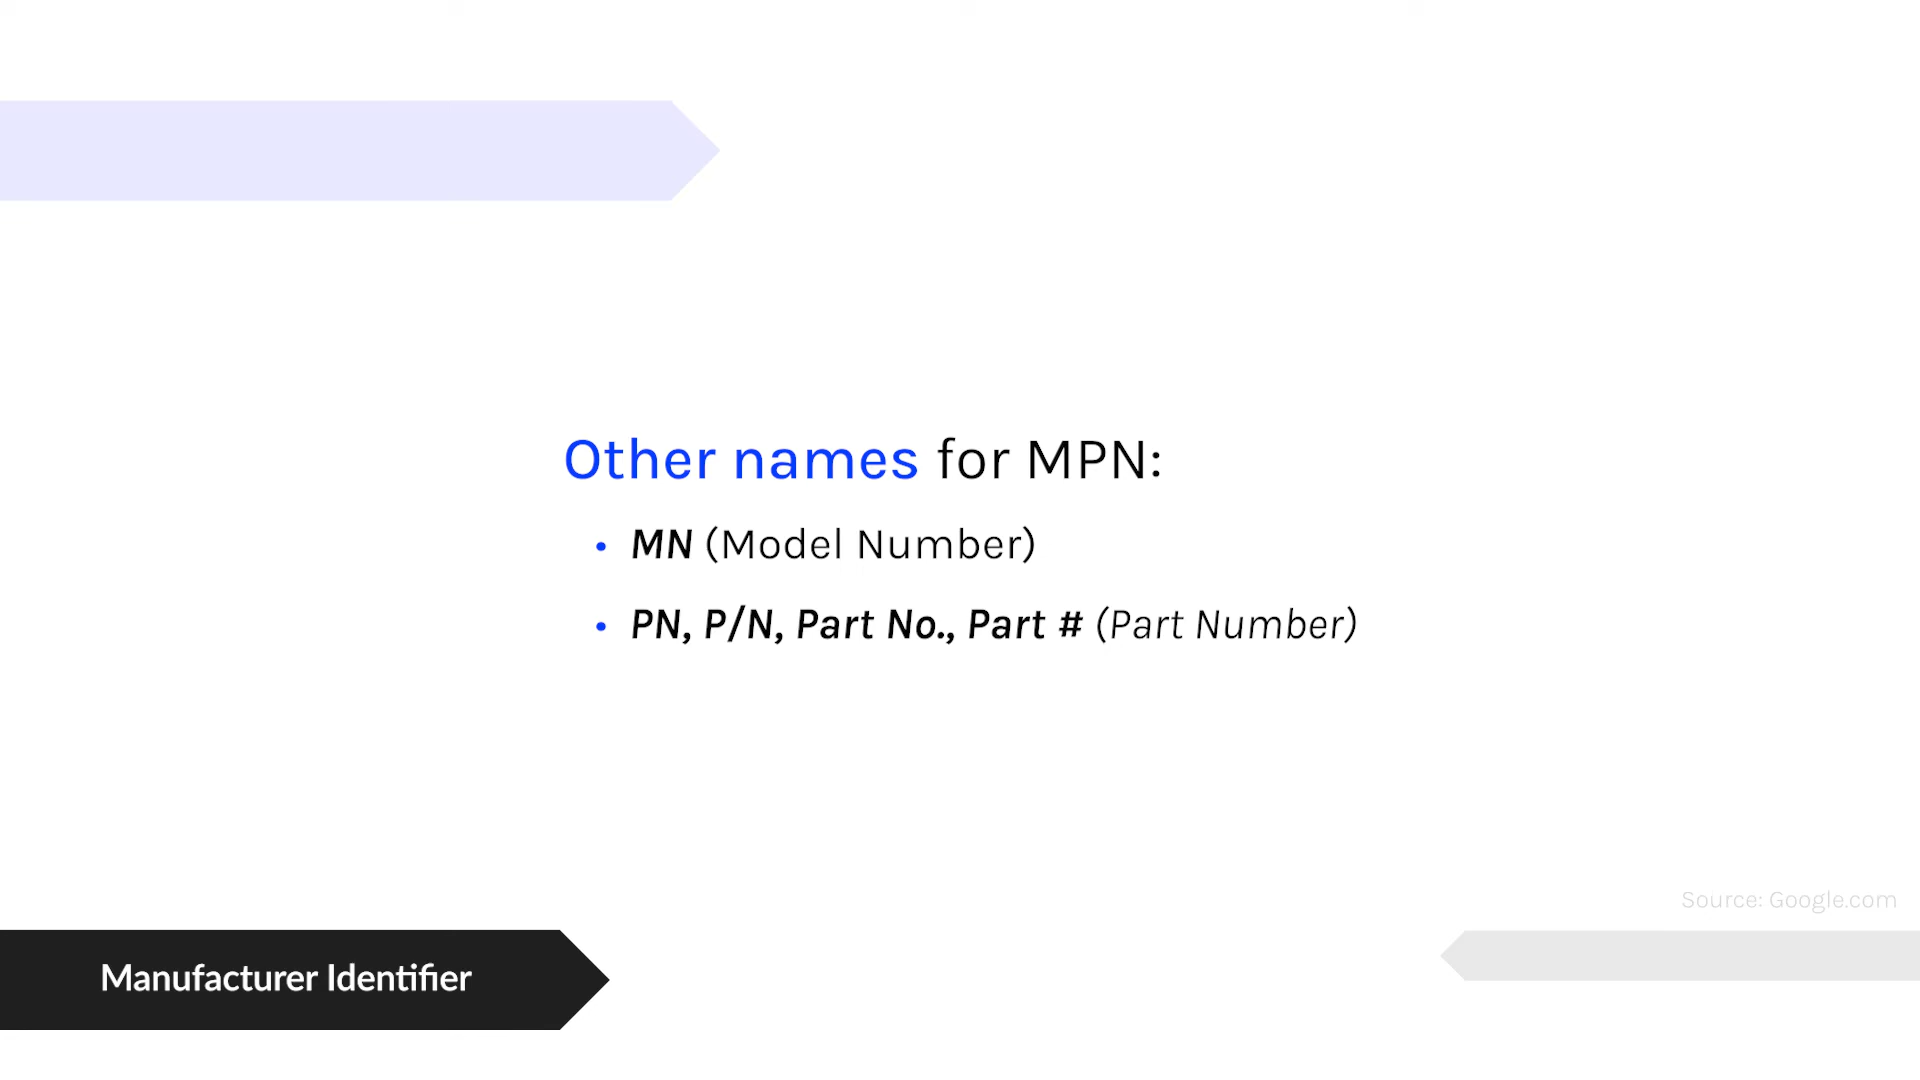 Other names for MPN:
• MN (Model Number)
• PN, P/N, Part No., Part # (Part Number)
Source: Google.com
Manufacturer Identifier